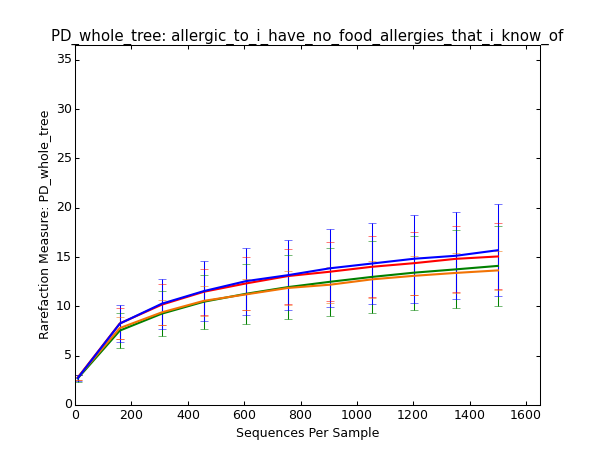 PD_whole_tree: allergic_to_i_have_no_food_allergies_that_i_know_of
35
30
25
20
15
10
5
0
Rarefaction Measure: PD_whole_tree
0 200 400 600 800 1000 1200 1400 1600
Sequences Per Sample